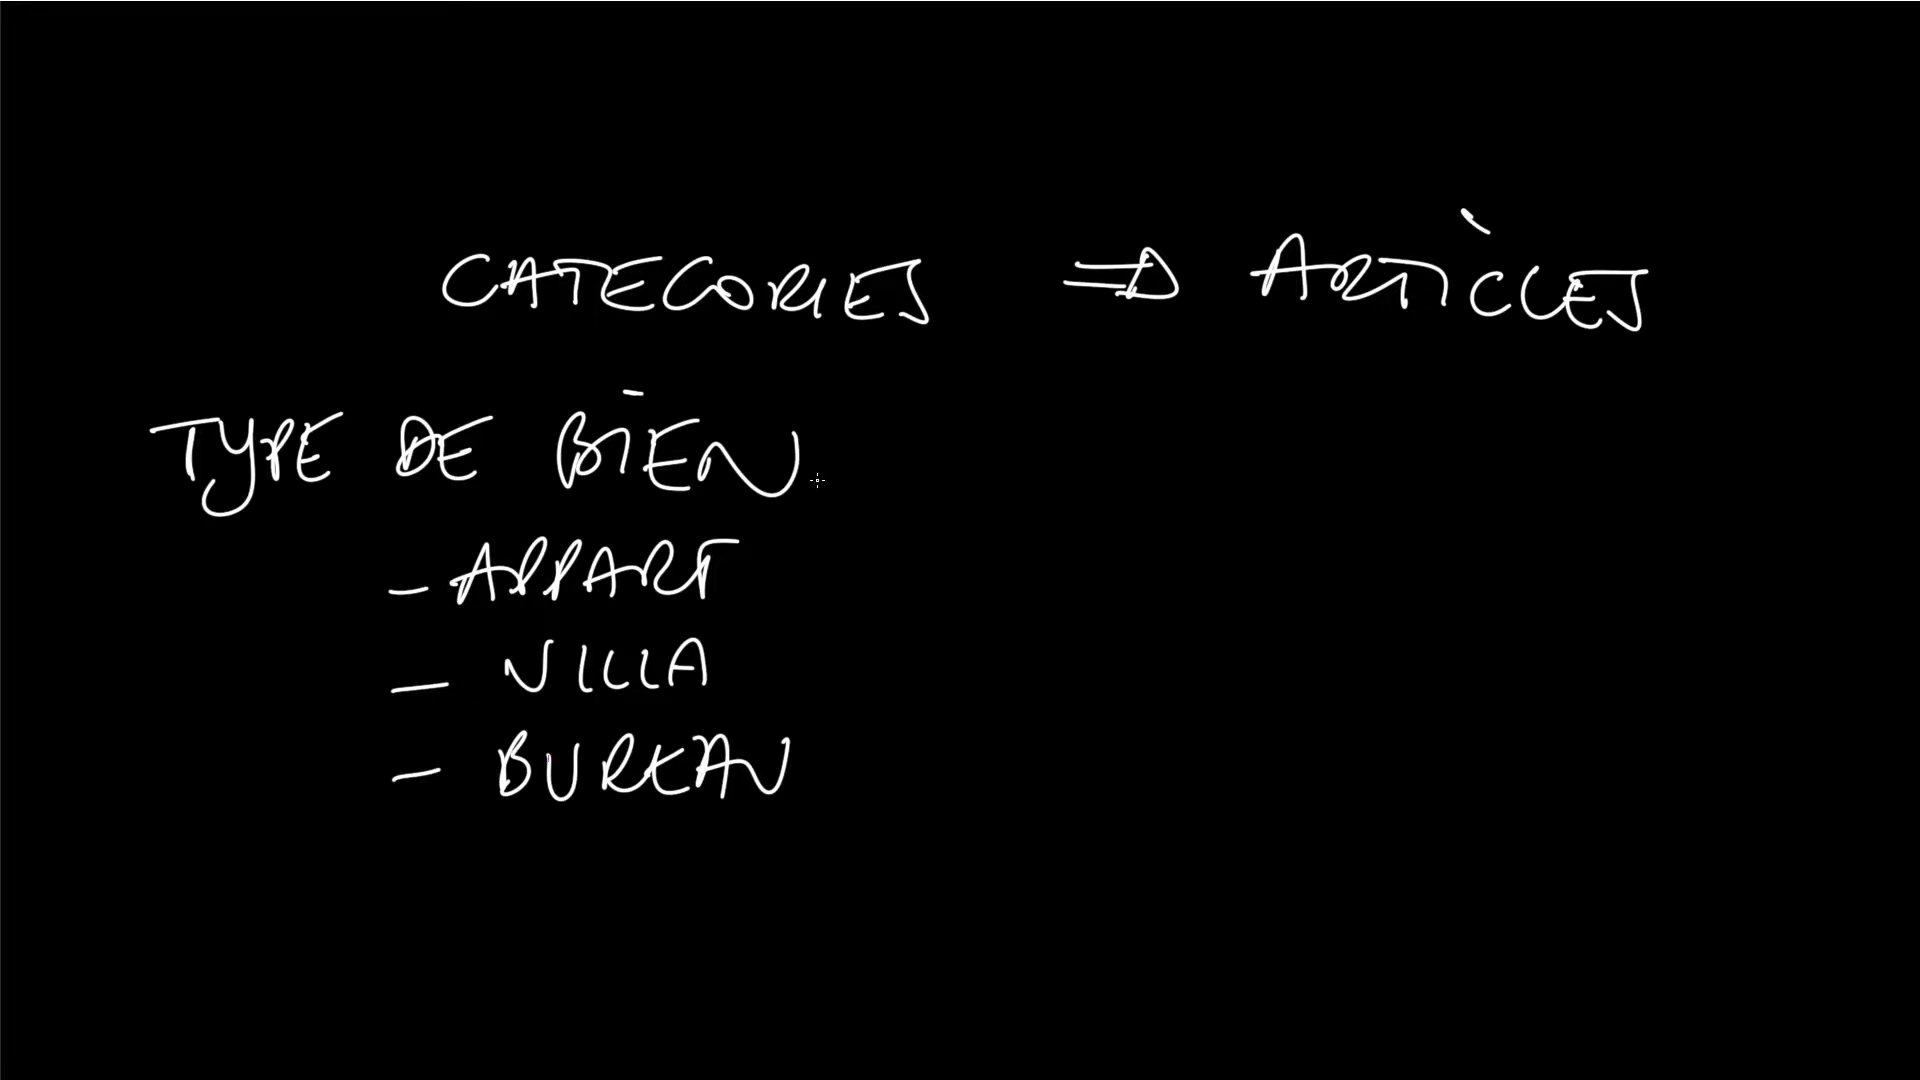 CATEGORIES ⇒ ARTICLES
TYPE DE BIEN
- APPART
- VILLA
- BUREAU